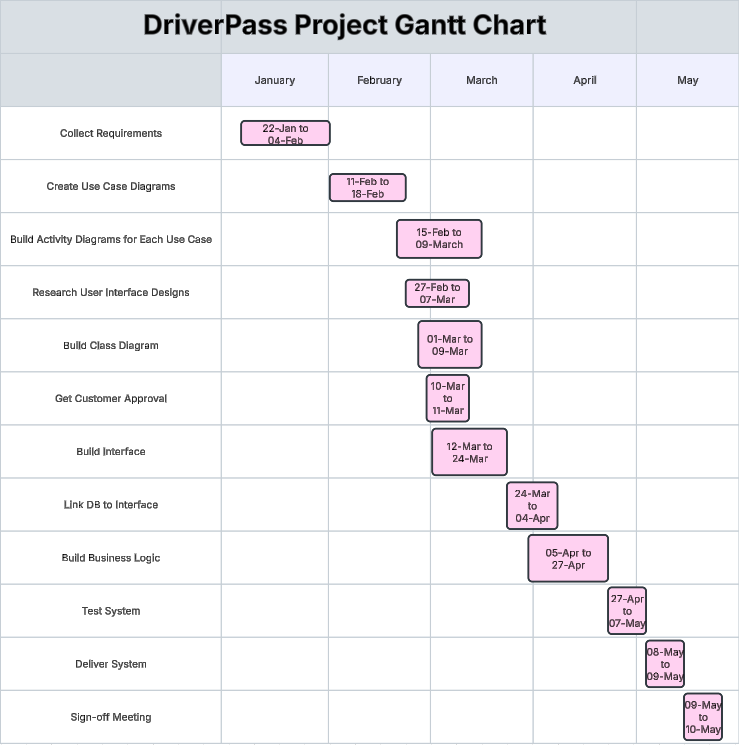 DriverPass Project Gantt Chart
January February March April May
Collect Requirements
22-Jan to
04-Feb
Create Use Case Diagrams
11-Feb to
18-Feb
Build Activity Diagrams for Each Use Case
15-Feb to
09-March
Research User Interface Designs
27-Feb to
07-Mar
Build Class Diagram
01-Mar to
09-Mar
Get Customer Approval
10-Mar
to
11-Mar
Build Interface
12-Mar to
24-Mar
Link DB to Interface
24-Mar
to
04-Apr
Build Business Logic
05-Apr to
27-Apr
Test System
27-Apr
to
07-May
Deliver System
08-May
to
09-May
Sign-off Meeting
09-May
to
10-May